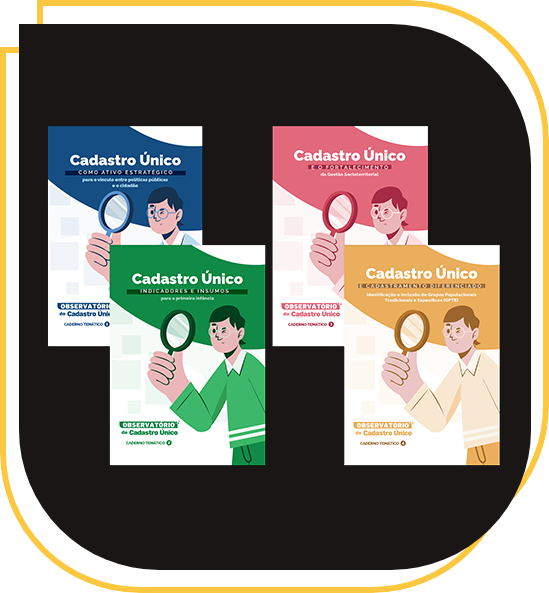 Cadastro Único
COMO ATIVO ESTRATÉGICO
para o vínculo entre políticas públicas
e o cidadão
OBSERVATÓRIO
do Cadastro Único
CADERNO TEMÁTICO
Cadastro Único
E O FORTALECIMENTO
da Gestão Socioterritorial
OBSERVATÓRIO
do Cadastro Único
CADERNO TEMÁTICO 3
Cadastro Único
INDICADORES E INSUMOS
para a primeira infância
OBSERVATÓRIO
do Cadastro Único
CADERNO TEMÁTICO 2
Cadastro Único
E CADASTRAMENTO DIFERENCIADO:
Identificação e Inclusão de Grupos Populacionais
Tradicionais e Específicos (GPTE)
OBSERVATÓRIO
do Cadastro Único
CADERNO TEMÁTICO 4